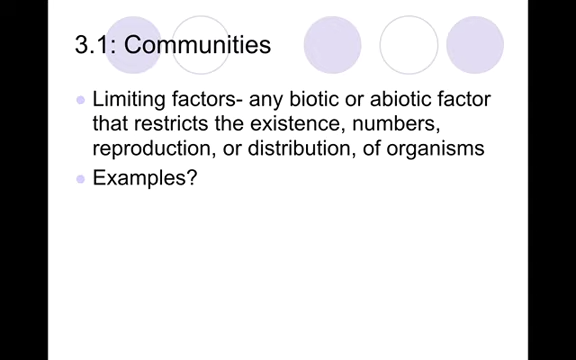 3.1: Communities
Limiting factors- any biotic or abiotic factor
that restricts the existence, numbers,
reproduction, or distribution, of organisms
Examples?